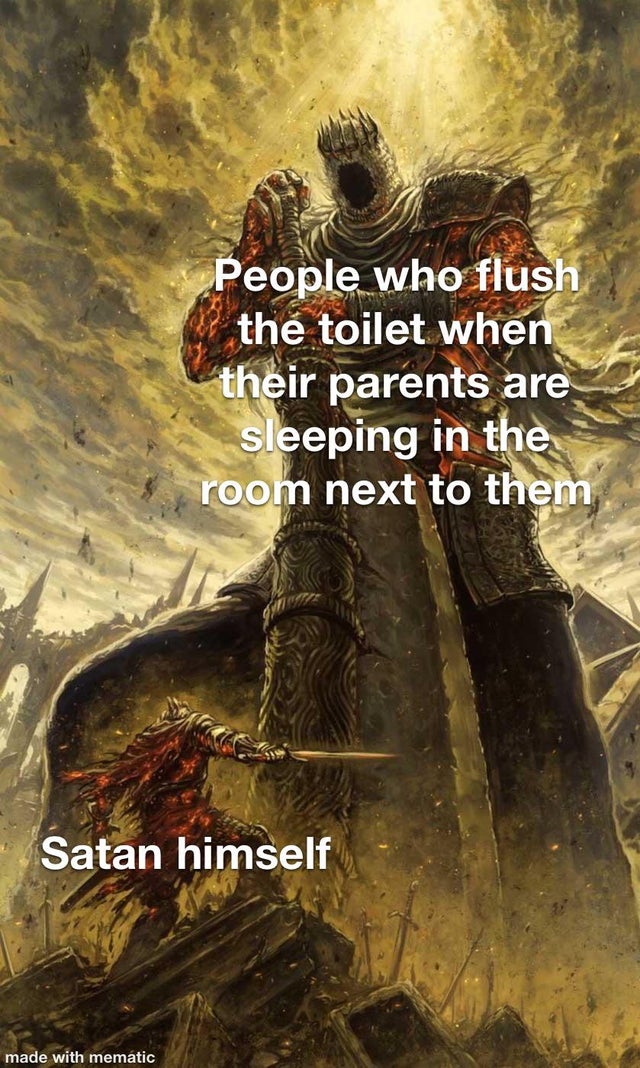 People who flush
the toilet when
their parents are
sleeping in the
room next to them
Satan himself
made with mematic